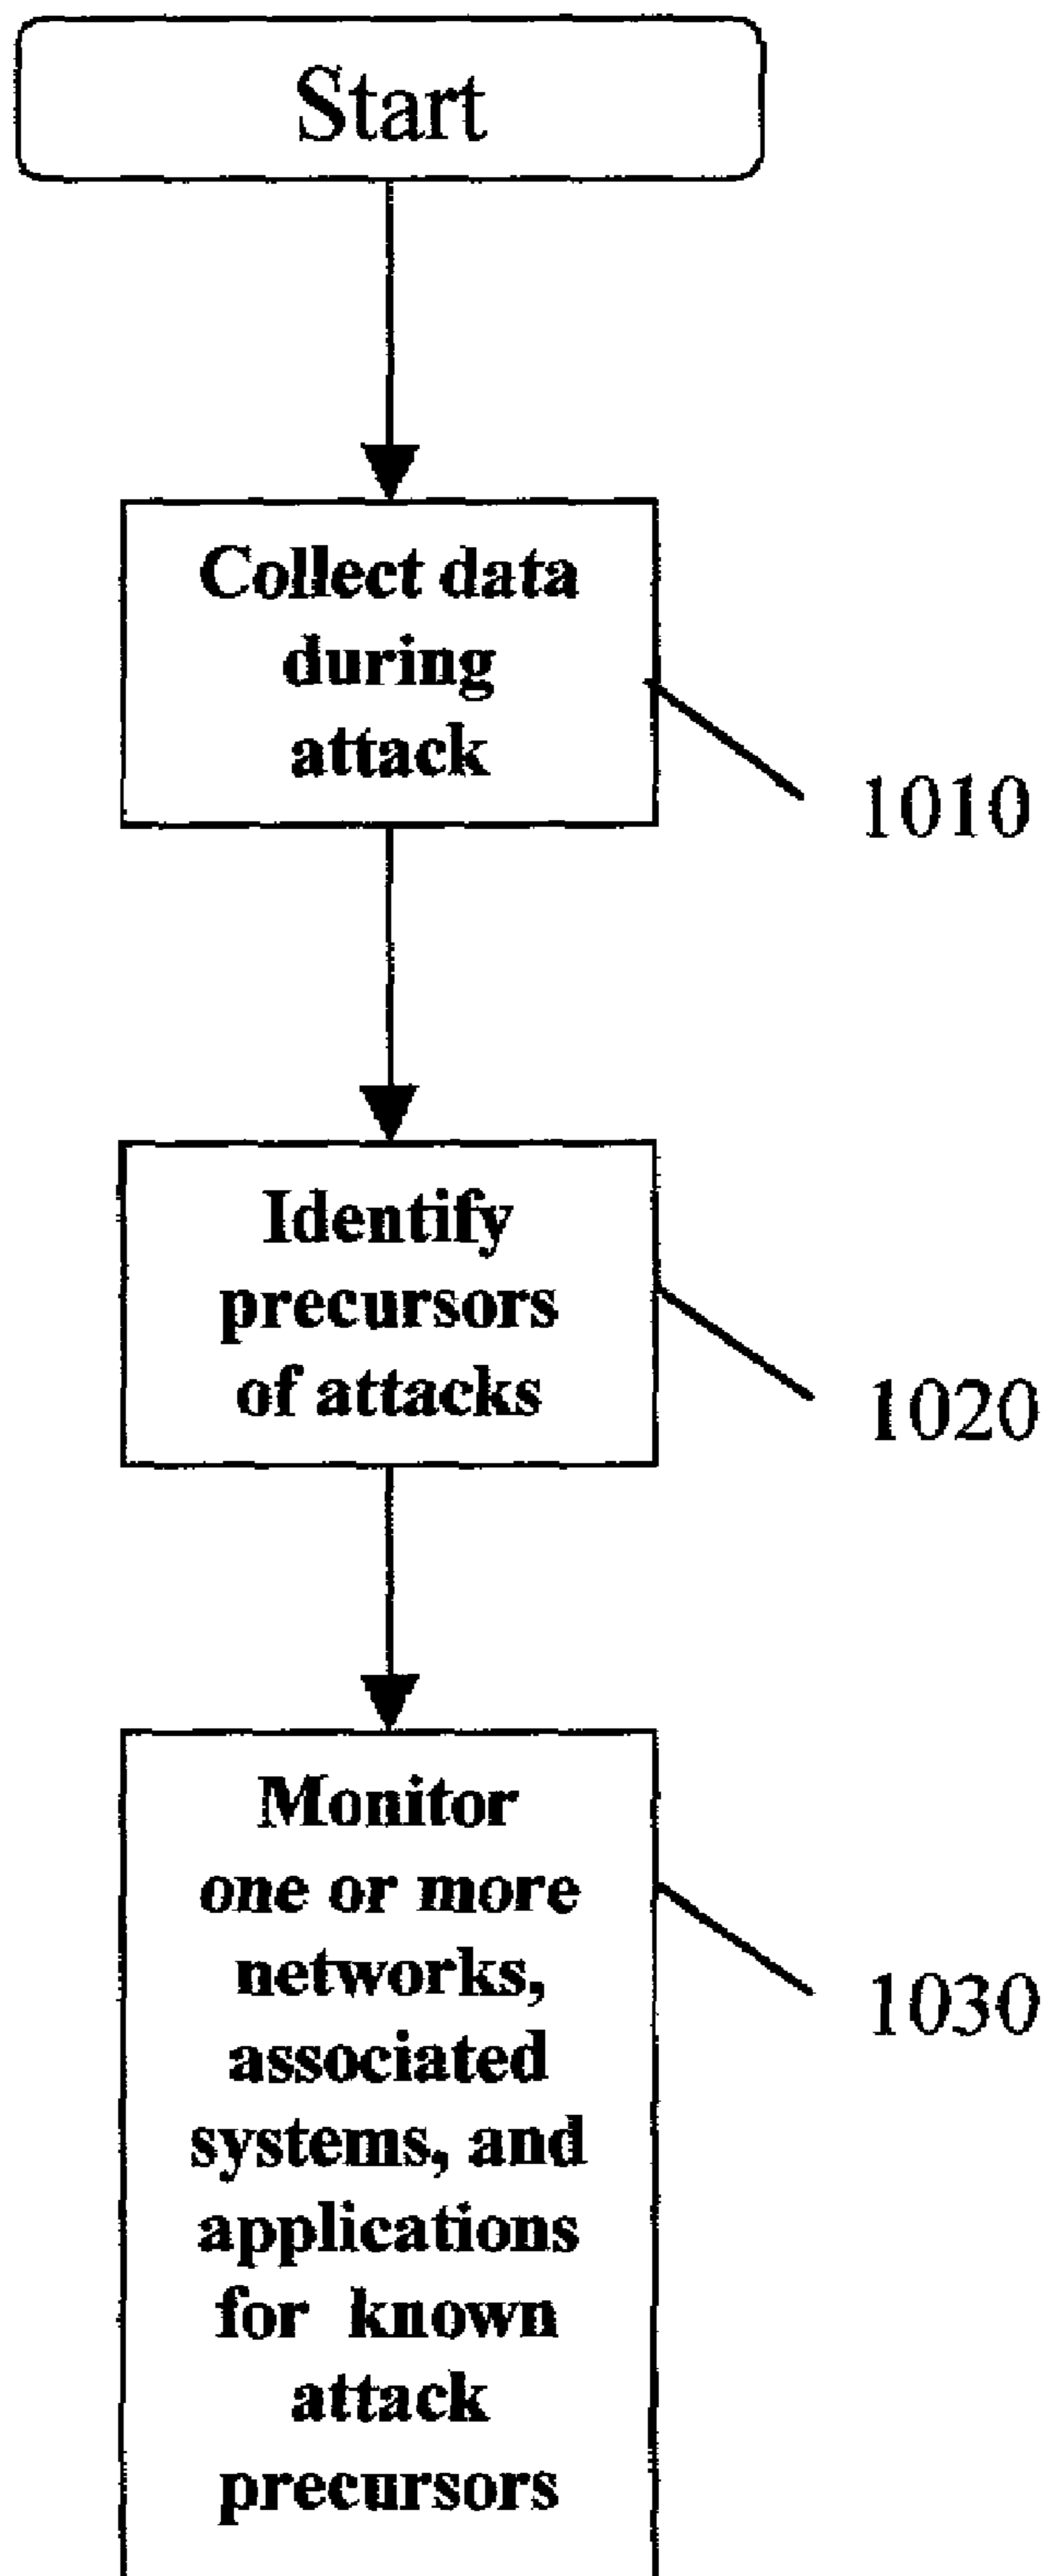 Start
Collect data
during
attack
1010
Identify
precursors
of attacks
1020
Monitor
one or more
networks,
associated
systems, and
applications
for known
attack
precursors
1030